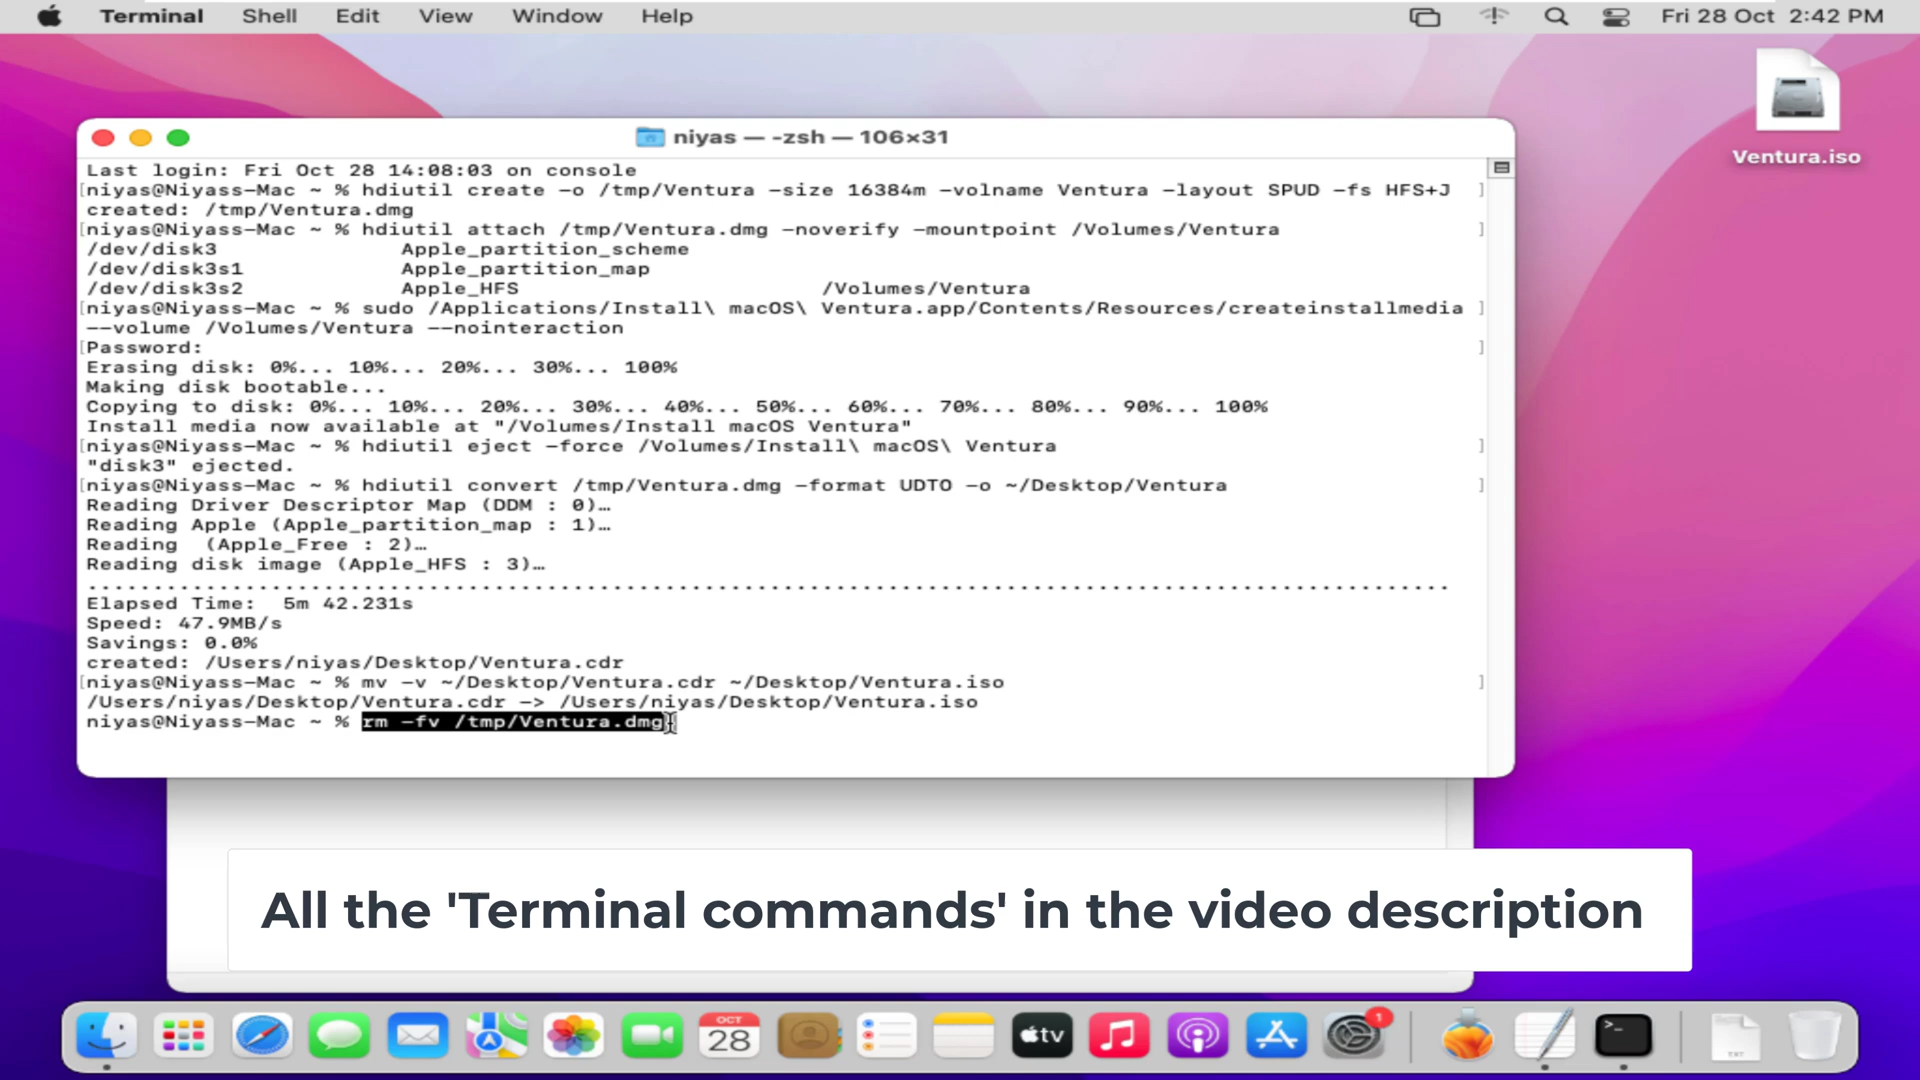 Terminal Shell Edit View Window Help Fri 28 Oct 2:42 PM
Ventura.iso
niyas — -zsh — 106×31
Last login: Fri Oct 28 14:08:03 on console
[niyas@Niyass-Mac ~ % hdiutil create -o /tmp/Ventura -size 16384m -volname Ventura -layout SPUD -fs HFS+J ]
created: /tmp/Ventura.dmg
[niyas@Niyass-Mac ~ % hdiutil attach /tmp/Ventura.dmg -noverify -mountpoint /Volumes/Ventura ]
/dev/disk3 Apple_partition_scheme
/dev/disk3s1 Apple_partition_map
/dev/disk3s2 Apple_HFS /Volumes/Ventura
[niyas@Niyass-Mac ~ % sudo /Applications/Install\ macOS\ Ventura.app/Contents/Resources/createinstallmedia ]
--volume /Volumes/Ventura --nointeraction
[Password: ]
Erasing disk: 0%... 10%... 20%... 30%... 100%
Making disk bootable...
Copying to disk: 0%... 10%... 20%... 30%... 40%... 50%... 60%... 70%... 80%... 90%... 100%
Install media now available at "/Volumes/Install macOS Ventura"
[niyas@Niyass-Mac ~ % hdiutil eject -force /Volumes/Install\ macOS\ Ventura ]
"disk3" ejected.
[niyas@Niyass-Mac ~ % hdiutil convert /tmp/Ventura.dmg -format UDTO -o ~/Desktop/Ventura ]
Reading Driver Descriptor Map (DDM : 0)…
Reading Apple (Apple_partition_map : 1)…
Reading  (Apple_Free : 2)…
Reading disk image (Apple_HFS : 3)…
........................................................................................................
Elapsed Time:  5m 42.231s
Speed: 47.9MB/s
Savings: 0.0%
created: /Users/niyas/Desktop/Ventura.cdr
[niyas@Niyass-Mac ~ % mv -v ~/Desktop/Ventura.cdr ~/Desktop/Ventura.iso ]
/Users/niyas/Desktop/Ventura.cdr -> /Users/niyas/Desktop/Ventura.iso
niyas@Niyass-Mac ~ % rm -fv /tmp/Ventura.dmg
All the 'Terminal commands' in the video description
OCT
28
tv
1
>_
TXT